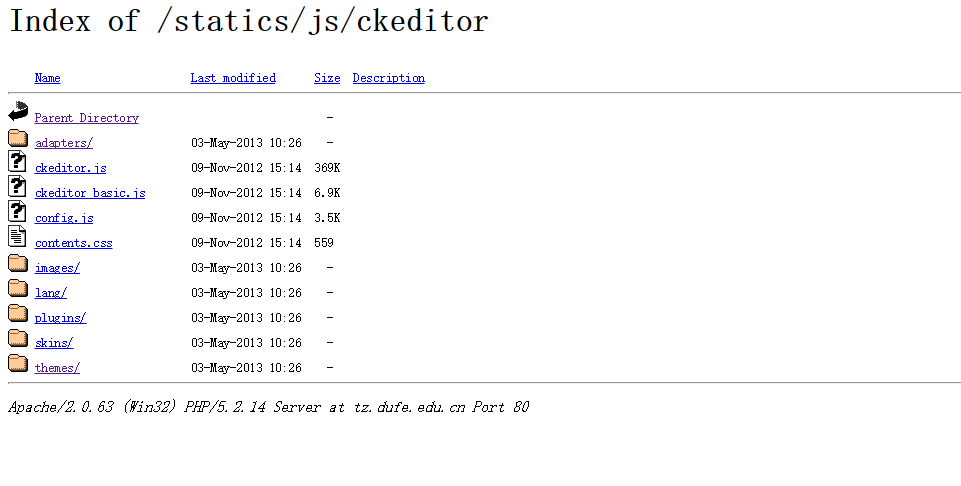 Index of /statics/js/ckeditor
Name Last modified Size Description
Parent Directory -
adapters/ 03-May-2013 10:26 -
ckeditor.js 09-Nov-2012 15:14 369K
ckeditor_basic.js 09-Nov-2012 15:14 6.9K
config.js 09-Nov-2012 15:14 3.5K
contents.css 09-Nov-2012 15:14 559
images/ 03-May-2013 10:26 -
lang/ 03-May-2013 10:26 -
plugins/ 03-May-2013 10:26 -
skins/ 03-May-2013 10:26 -
themes/ 03-May-2013 10:26 -
Apache/2.0.63 (Win32) PHP/5.2.14 Server at tz.dufe.edu.cn Port 80